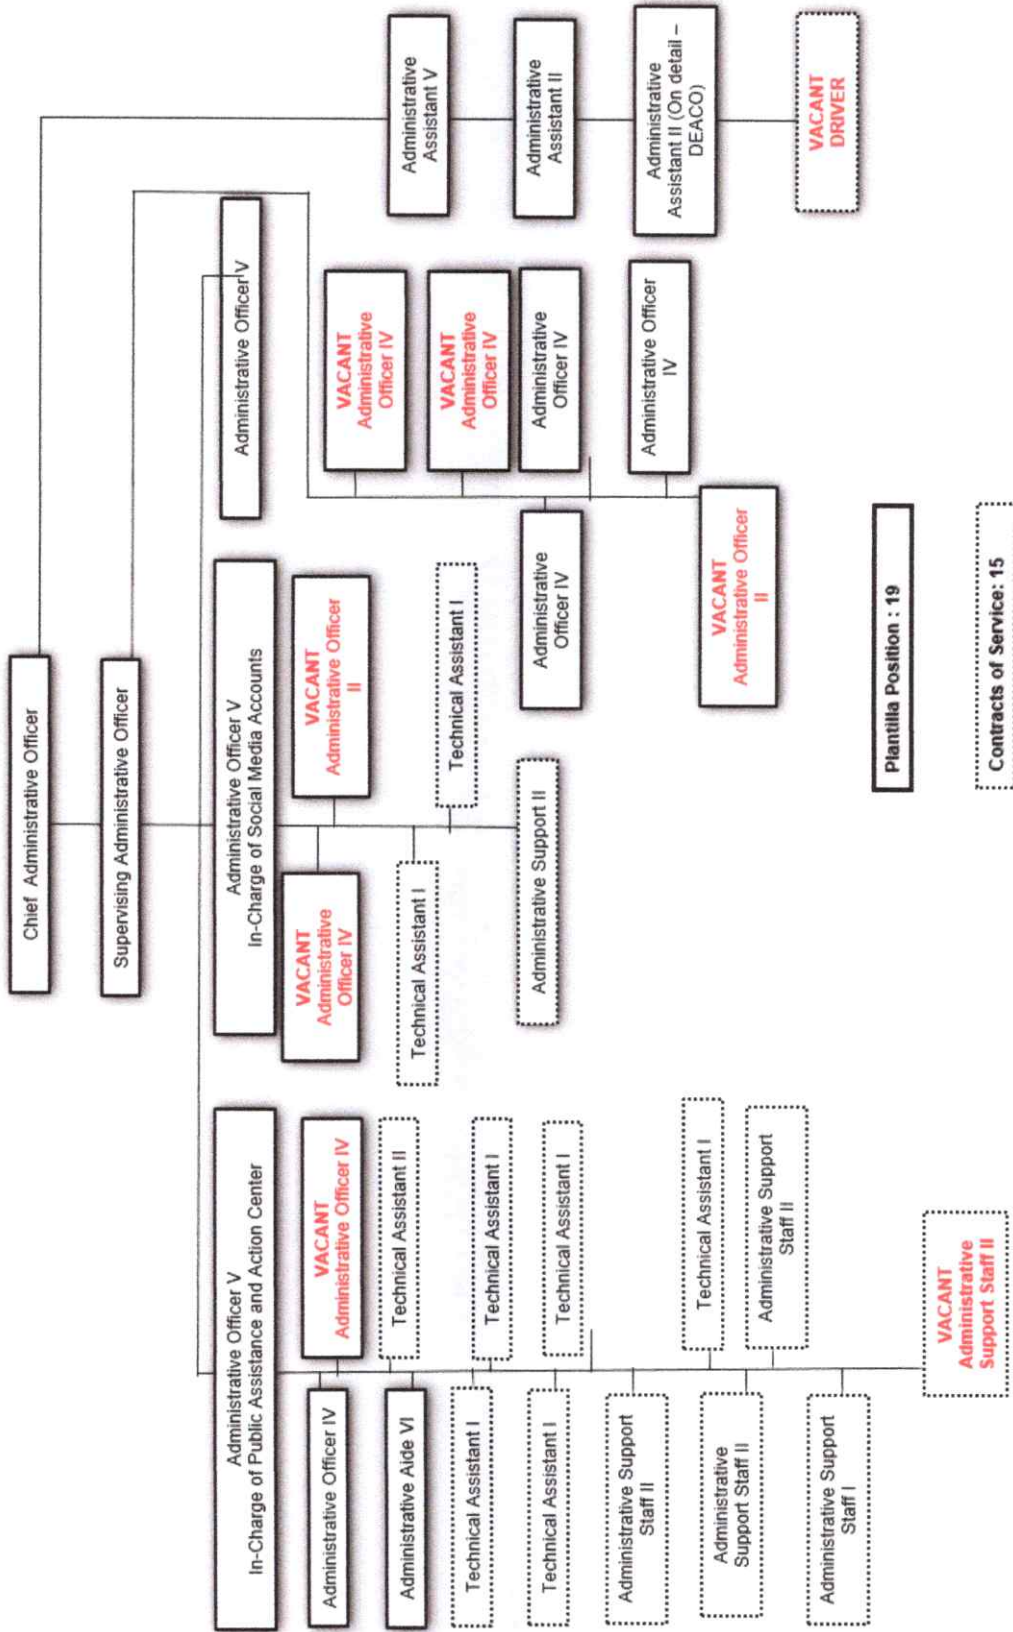 Chief Administrative Officer
Supervising Administrative Officer
Administrative Officer V
In-Charge of Public Assistance and Action Center
Administrative Officer IV
VACANT
Administrative Officer IV
Administrative Aide VI
Technical Assistant II
Technical Assistant I
Technical Assistant I
Technical Assistant I
Technical Assistant I
Administrative Support
Staff II
Technical Assistant I
Administrative
Support Staff II
Administrative Support
Staff II
Administrative Support
Staff I
VACANT
Administrative
Support Staff II
Administrative Officer V
In-Charge of Social Media Accounts
VACANT
Administrative
Officer IV
VACANT
Administrative Officer
II
Technical Assistant I
Technical Assistant I
Administrative Support II
Administrative Officer V
VACANT
Administrative
Officer IV
VACANT
Administrative
Officer IV
Administrative
Officer IV
Administrative
Officer IV
Administrative Officer
IV
VACANT
Administrative Officer
II
Administrative
Assistant V
Administrative
Assistant II
Administrative
Assistant II (On detail –
DEACO)
VACANT
DRIVER
Plantilla Position : 19
Contracts of Service: 15